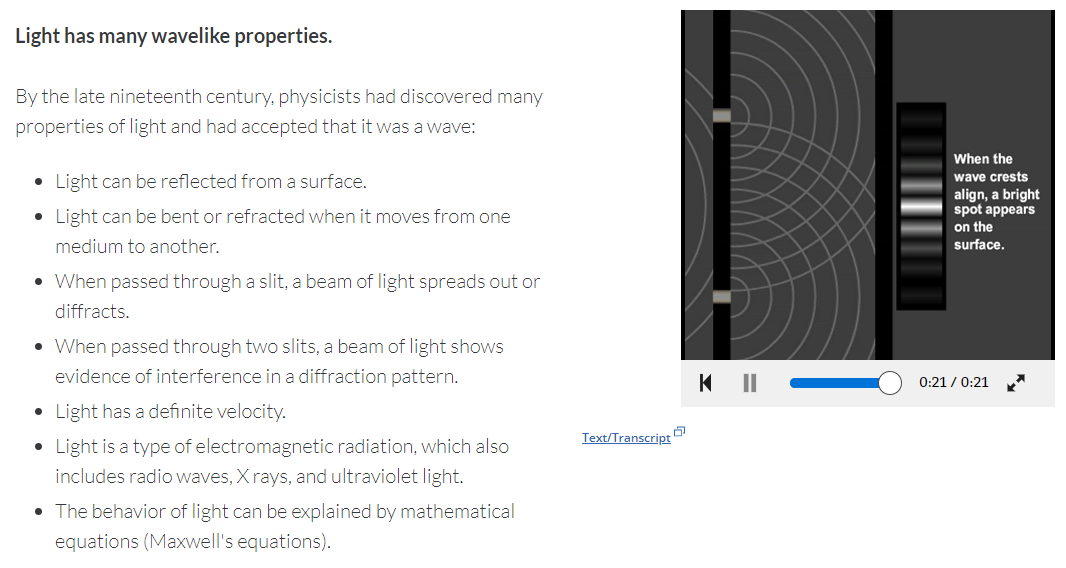 Light has many wavelike properties.
By the late nineteenth century, physicists had discovered many
properties of light and had accepted that it was a wave:
• Light can be reflected from a surface.
• Light can be bent or refracted when it moves from one
medium to another.
• When passed through a slit, a beam of light spreads out or
diffracts.
• When passed through two slits, a beam of light shows
evidence of interference in a diffraction pattern.
• Light has a definite velocity.
• Light is a type of electromagnetic radiation, which also
includes radio waves, X rays, and ultraviolet light.
• The behavior of light can be explained by mathematical
equations (Maxwell's equations).
When the
wave crests
align, a bright
spot appears
on the
surface.
0:21 / 0:21
Text/Transcript